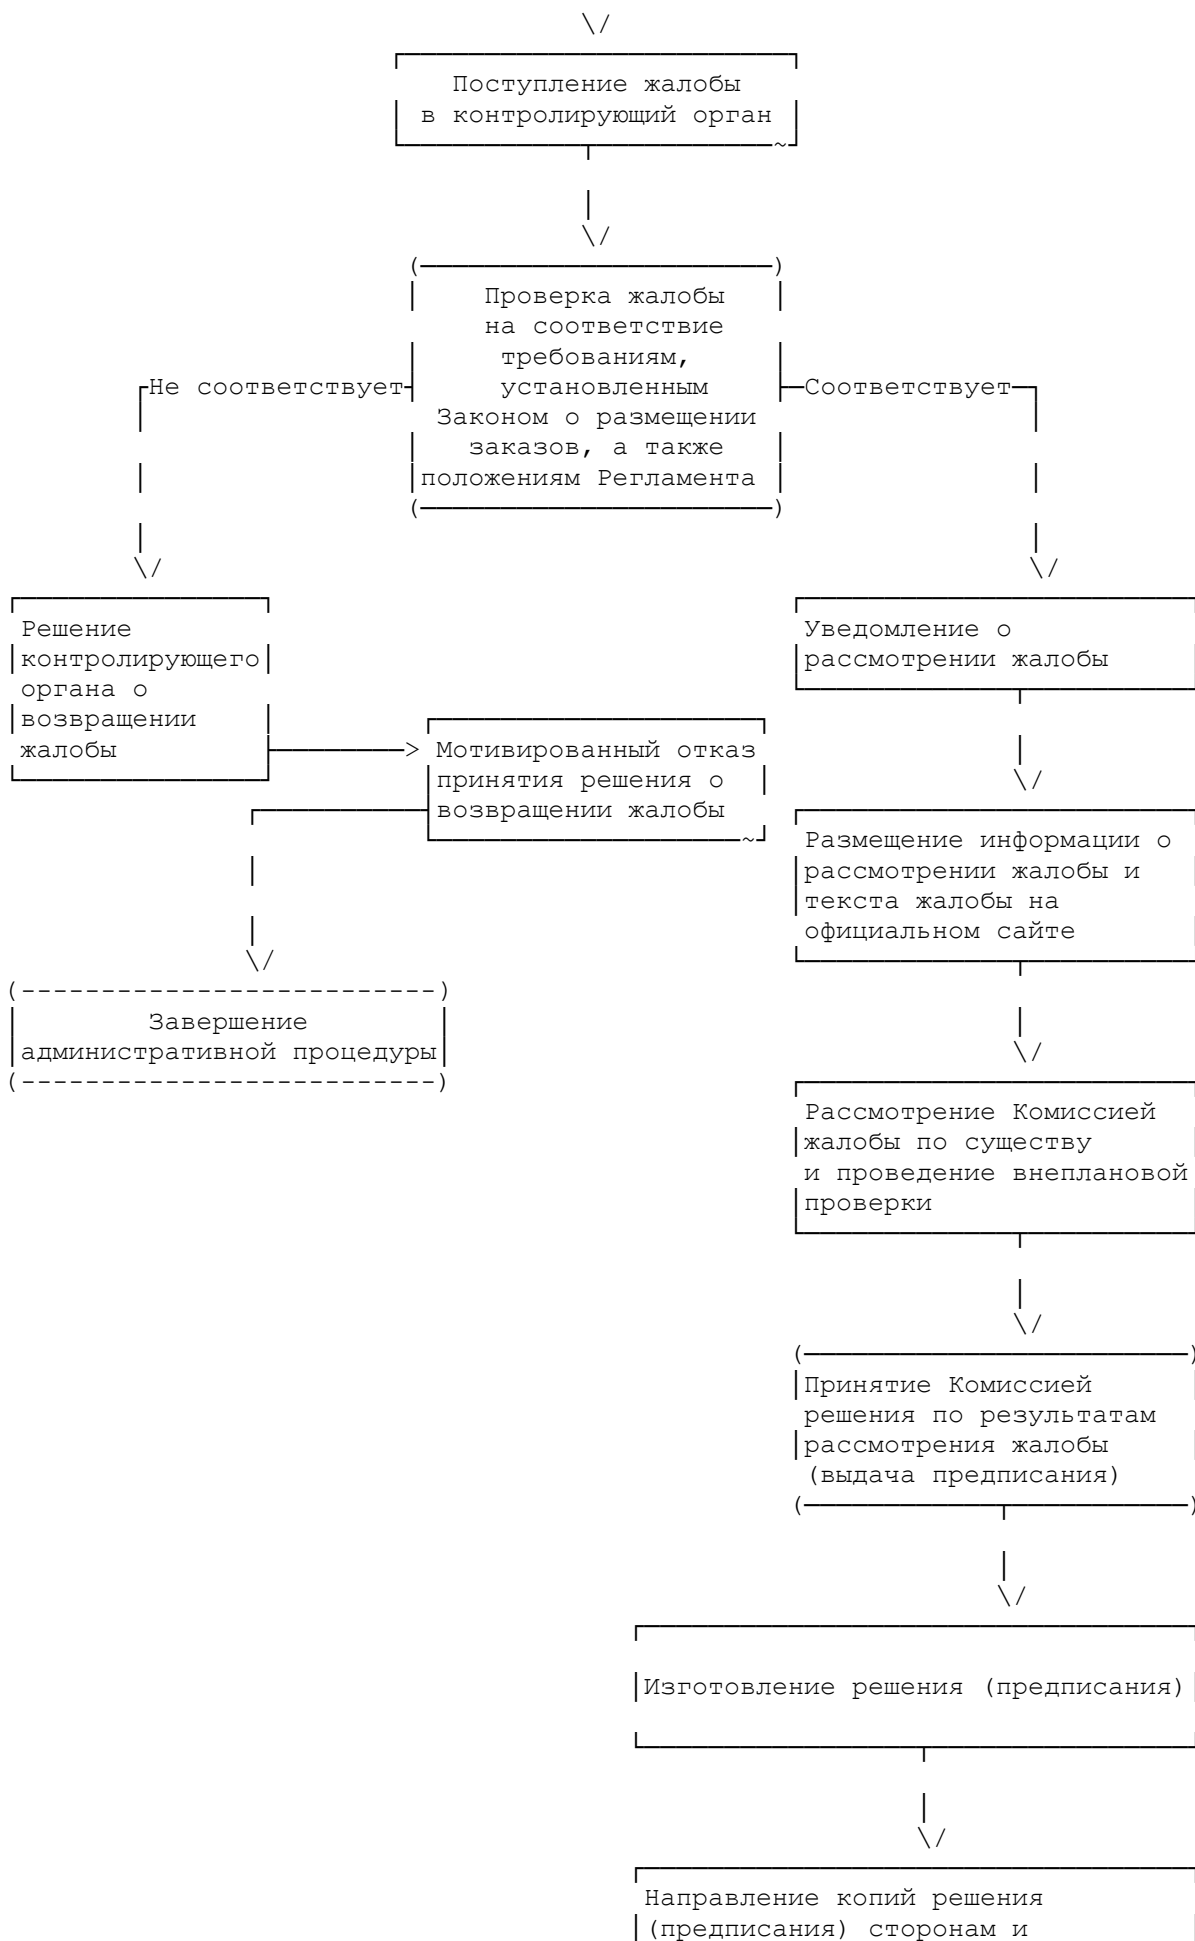 Поступление жалобы
в контролирующий орган
Проверка жалобы
на соответствие
требованиям,
Не соответствует
установленным
Соответствует
Законом о размещении
заказов, а также
положениям Регламента
Решение
контролирующего
органа о
возвращении
жалобы
Мотивированный отказ
принятия решения о
возвращении жалобы
Завершение
административной процедуры
Уведомление о
рассмотрении жалобы
Размещение информации о
рассмотрении жалобы и
текста жалобы на
официальном сайте
Рассмотрение Комиссией
жалобы по существу
и проведение внеплановой
проверки
Принятие Комиссией
решения по результатам
рассмотрения жалобы
(выдача предписания)
Изготовление решения (предписания)
Направление копий решения
(предписания) сторонам и